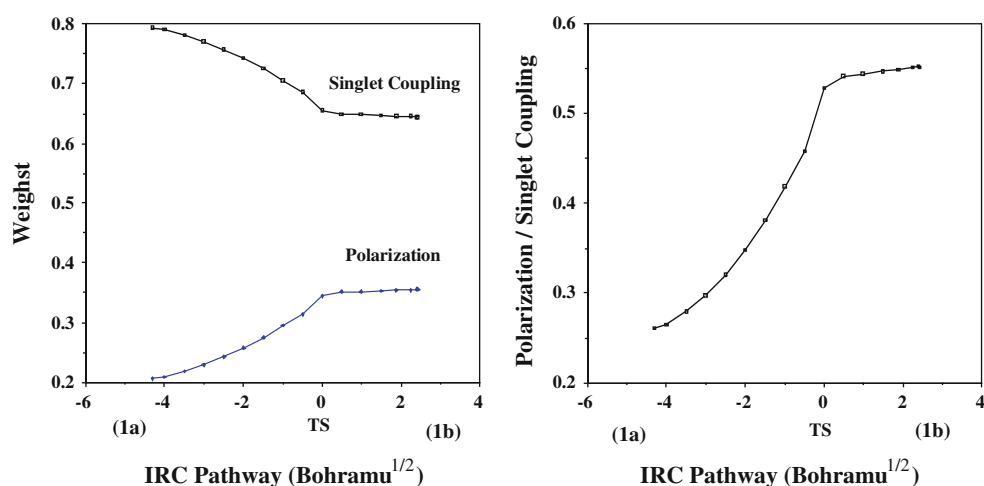 0.8
0.7
0.6
0.5
0.4
0.3
0.2
Weighst
Singlet Coupling
Polarization
-6 -4 -2 0 2 4
(1a) TS (1b)
IRC Pathway (Bohramu1/2)
0.6
0.5
0.4
0.3
0.2
Polarization / Singlet Coupling
-6 -4 -2 0 2 4
(1a) TS (1b)
IRC Pathway (Bohramu1/2)